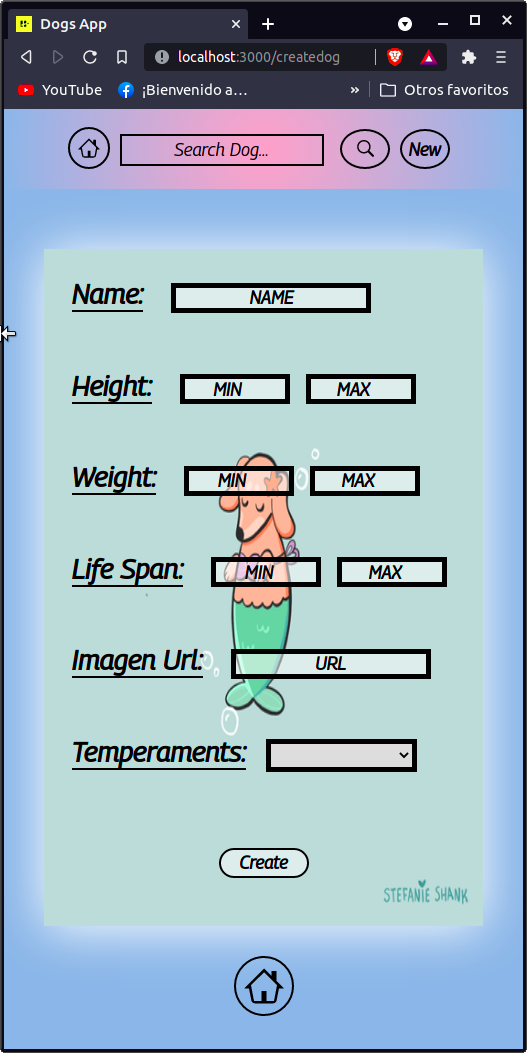 Dogs App
localhost:3000/createdog
YouTube
¡Bienvenido a...
»
Otros favoritos
Search Dog...
New
Name:
NAME
Height:
MIN
MAX
Weight:
MIN
MAX
Life Span:
MIN
MAX
Imagen Url:
URL
Temperaments:
Create
STEFANIE SHANK